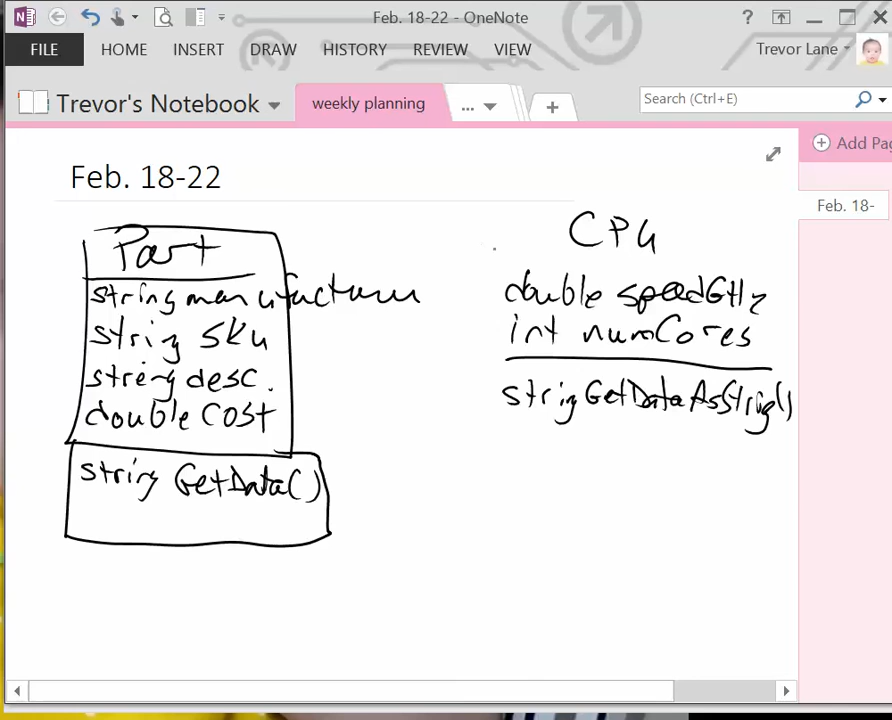 Feb. 18-22 - OneNote
?
FILE
HOME
INSERT
DRAW
HISTORY
REVIEW
VIEW
Trevor Lane
Trevor's Notebook
weekly planning
...
+
Search (Ctrl+E)
Add Pag
Feb. 18-22
Feb. 18-
Part
string manufacturer
string SKU
string desc.
double Cost
string GetData()
CPU
double speedGHz
int numCores
string GetDataAsString()